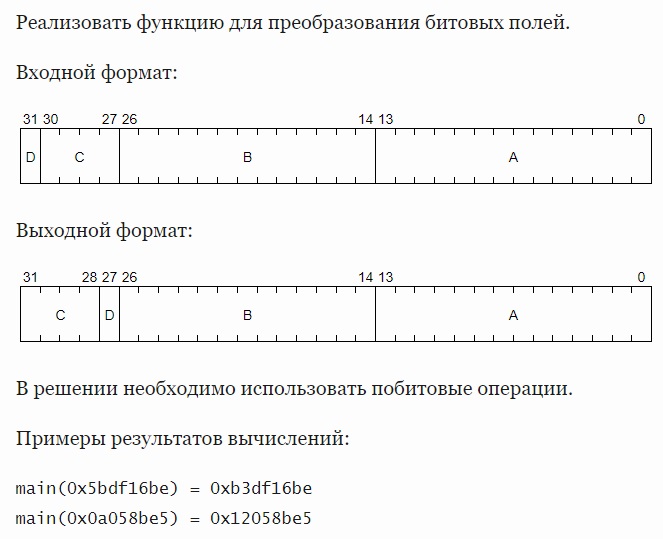 Реализовать функцию для преобразования битовых полей.
Входной формат:
31 30 27 26 14 13 0
D C B A
Выходной формат:
31 28 27 26 14 13 0
C D B A
В решении необходимо использовать побитовые операции.
Примеры результатов вычислений:
main(0x5bdf16be) = 0xb3df16be
main(0x0a058be5) = 0x12058be5